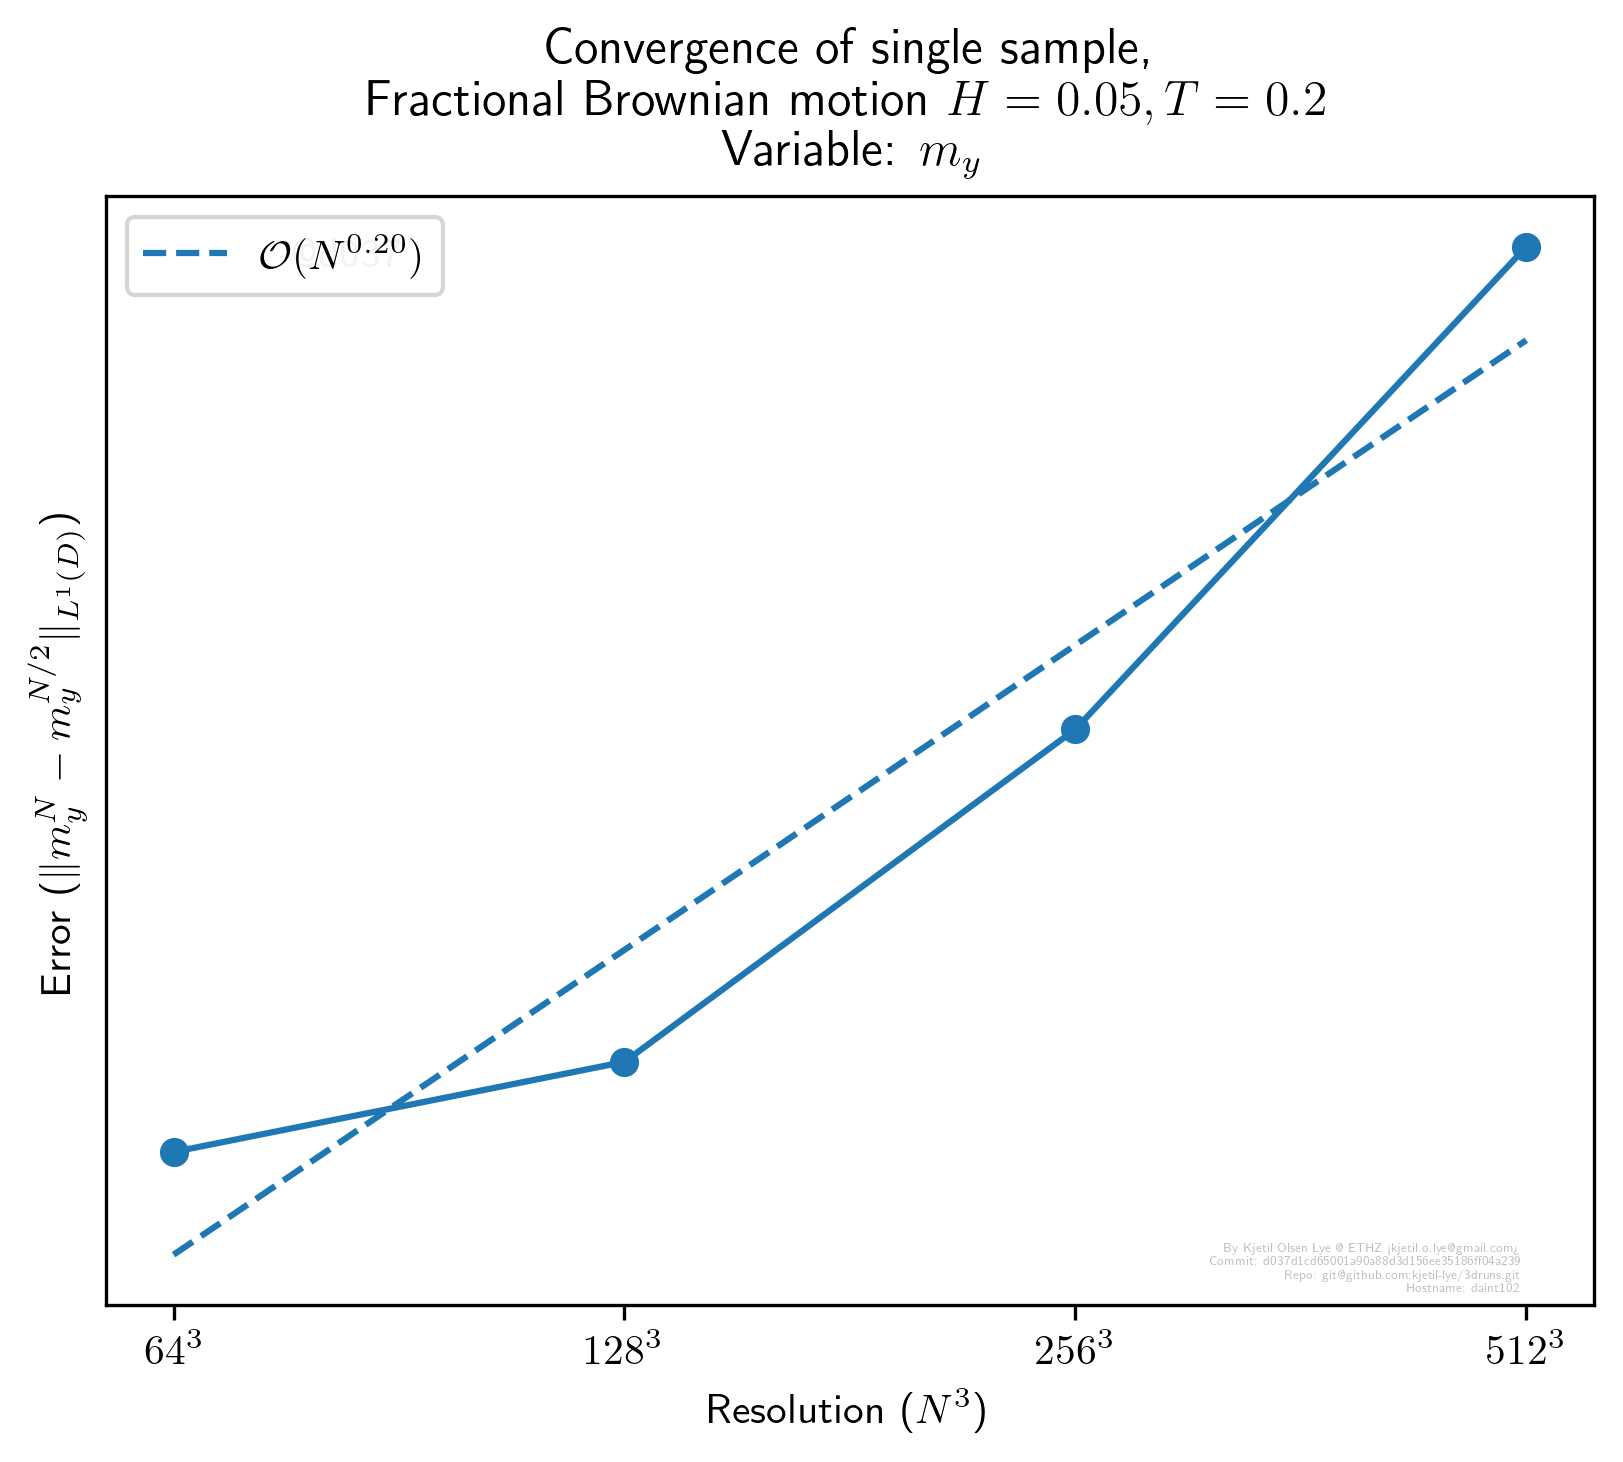 Convergence of single sample,
Fractional Brownian motion $H = 0.05, T = 0.2$
Variable: $m_y$
$\mathcal{O}(N^{0.20})$
Error ($\|m_y^N - m_y^{N/2}\|_{L^1(D)}$)
By Kjetil Olsen Lye @ ETHZ ‹kjetil.o.lye@gmail.com›
Commit: d037d1cd65001a90a88d3d156ee35186ff04a239
Repo: git@github.com:kjetil-lye/3druns.git
Hostname: daint102
$64^3$ $128^3$ $256^3$ $512^3$
Resolution ($N^3$)